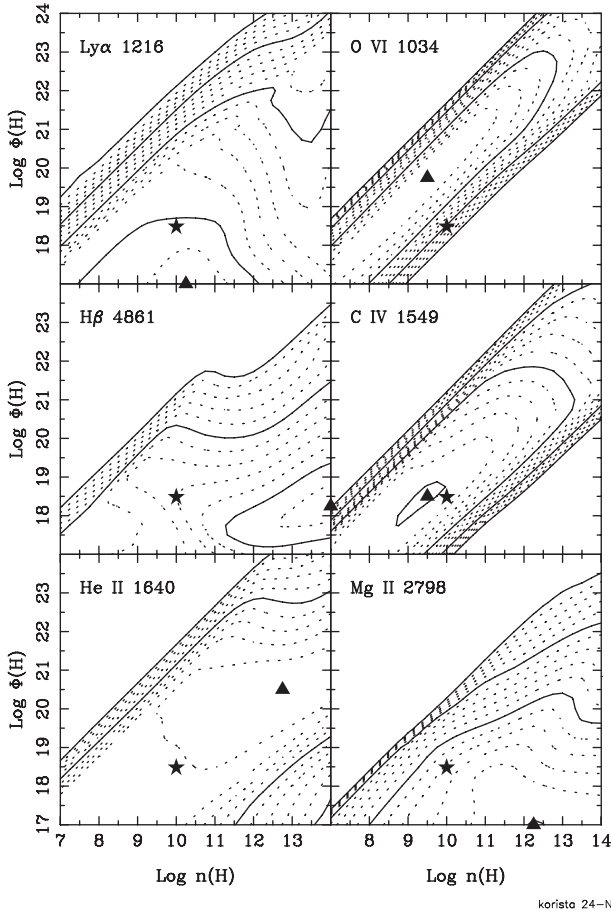 24
23
22
21
20
19
18
Log Φ(H)
Lyα 1216
O VI 1034
23
22
21
20
19
18
Log Φ(H)
Hβ 4861
C IV 1549
23
22
21
20
19
18
17
Log Φ(H)
He II 1640
Mg II 2798
7 8 9 10 11 12 13
8 9 10 11 12 13 14
Log n(H)
Log n(H)
korista 24-N